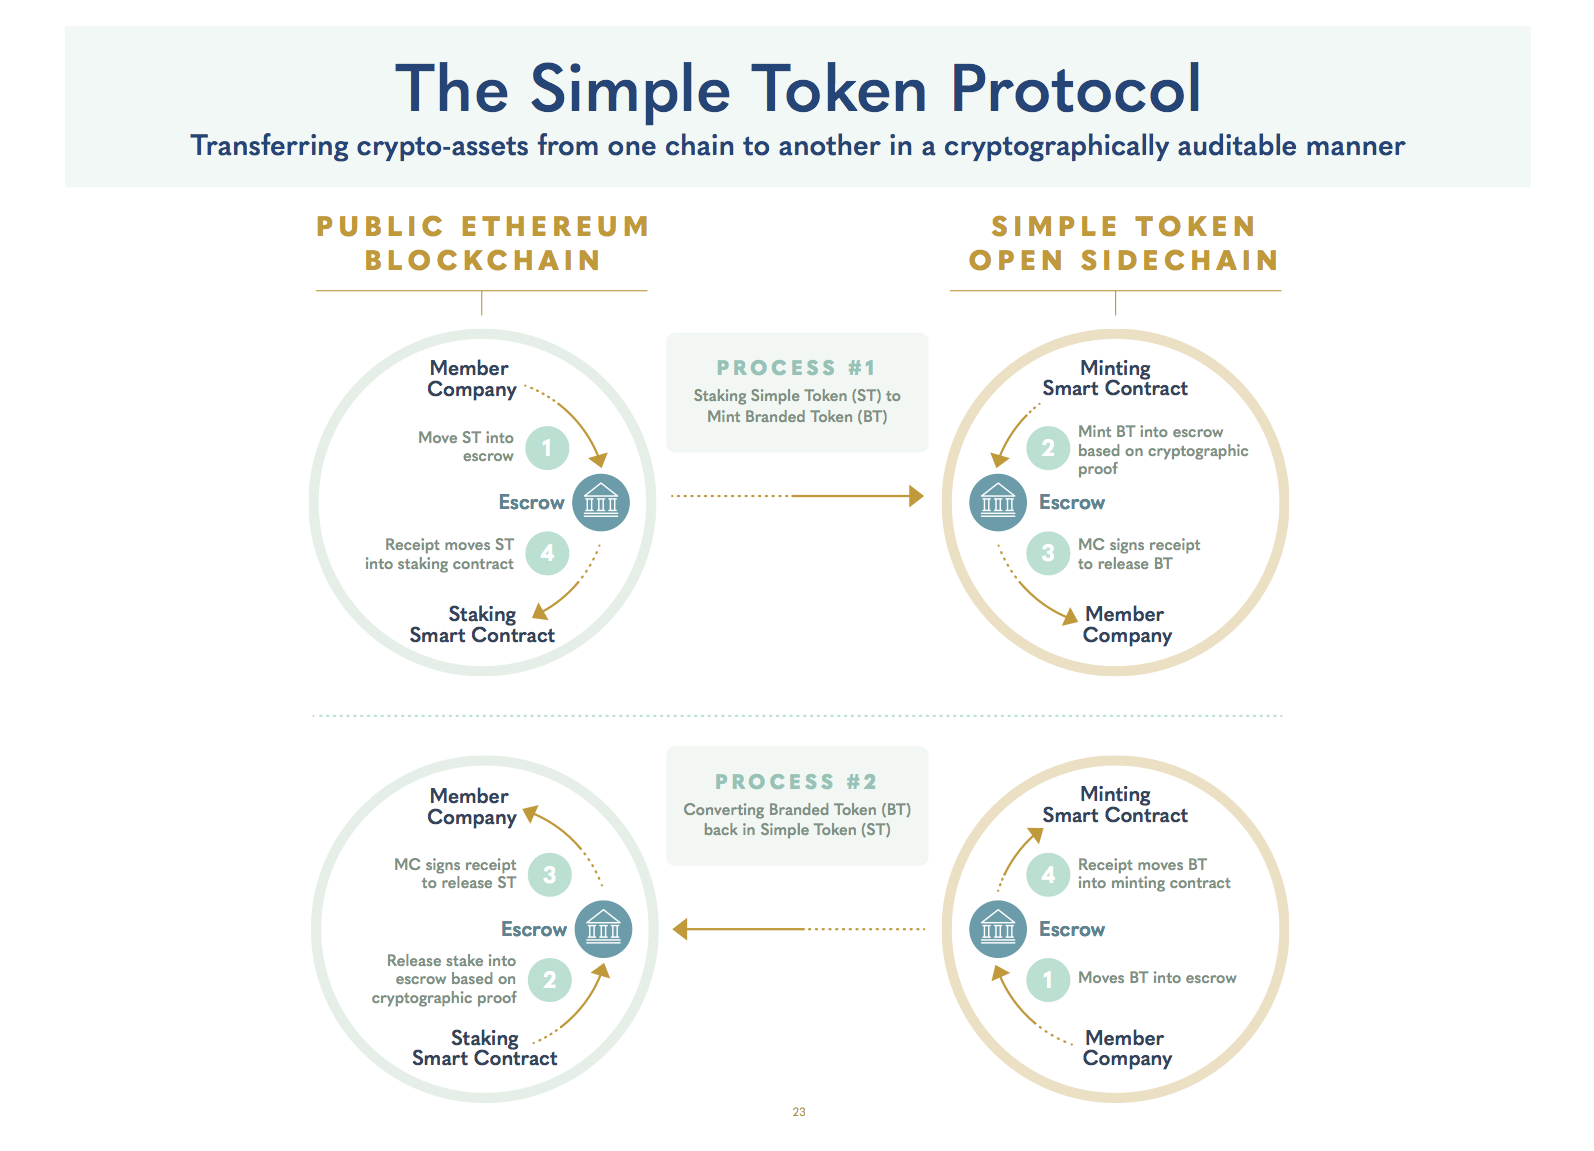 The Simple Token Protocol
Transferring crypto-assets from one chain to another in a cryptographically auditable manner
PUBLIC ETHEREUM
BLOCKCHAIN
SIMPLE TOKEN
OPEN SIDECHAIN
Member
Company
1
Move ST into
escrow
Escrow
4
Receipt moves ST
into staking contract
Staking
Smart Contract
PROCESS #1
Staking Simple Token (ST) to
Mint Branded Token (BT)
Minting
Smart Contract
2
Mint BT into escrow
based on cryptographic
proof
Escrow
3
MC signs receipt
to release BT
Member
Company
Member
Company
MC signs receipt
to release ST
3
Escrow
Release stake into
escrow based on
cryptographic proof
2
Staking
Smart Contract
PROCESS #2
Converting Branded Token (BT)
back in Simple Token (ST)
Minting
Smart Contract
4
Receipt moves BT
into minting contract
Escrow
1
Moves BT into escrow
Member
Company
23